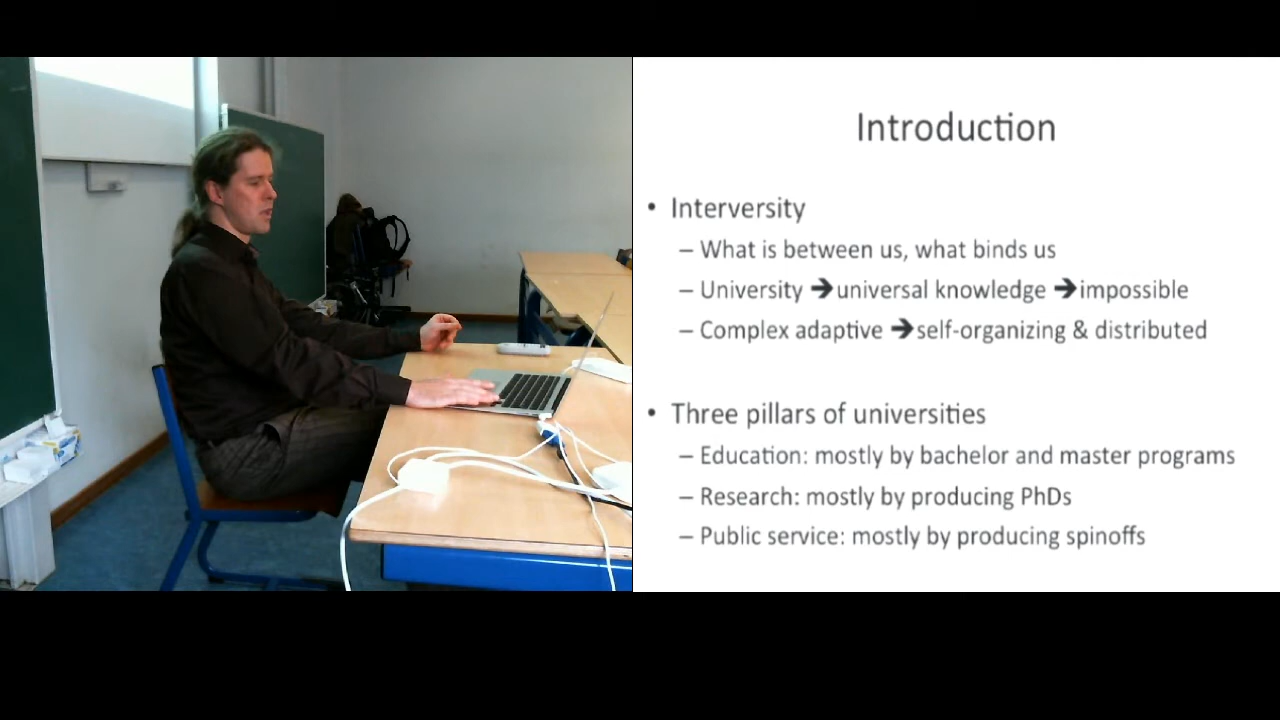 Introduction
• Interversity
– What is between us, what binds us
– University ➔universal knowledge ➔impossible
– Complex adaptive ➔self-organizing & distributed
• Three pillars of universities
– Education: mostly by bachelor and master programs
– Research: mostly by producing PhDs
– Public service: mostly by producing spinoffs